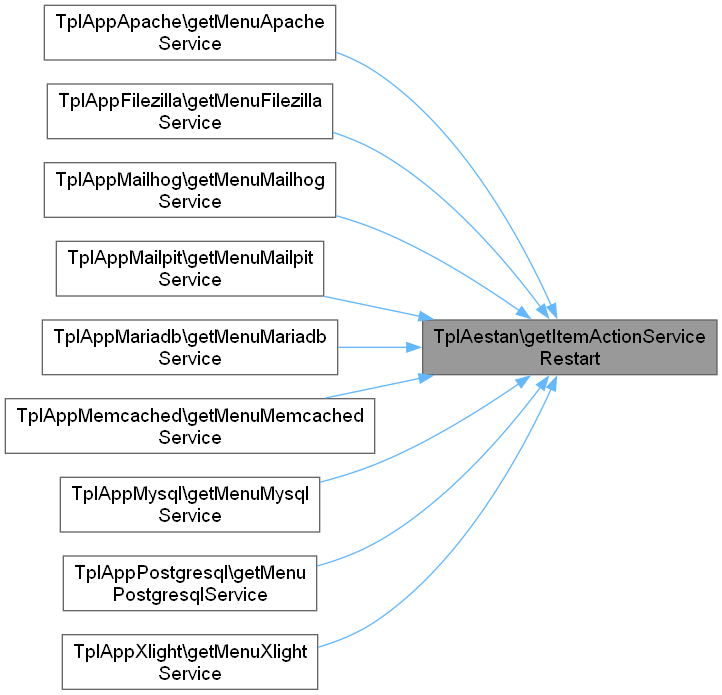 TplAppApache\getMenuApache
Service
TplAppFilezilla\getMenuFilezilla
Service
TplAppMailhog\getMenuMailhog
Service
TplAppMailpit\getMenuMailpit
Service
TplAppMariadb\getMenuMariadb
Service
TplAestan\getItemActionService
Restart
TplAppMemcached\getMenuMemcached
Service
TplAppMysql\getMenuMysql
Service
TplAppPostgresql\getMenu
PostgresqlService
TplAppXlight\getMenuXlight
Service